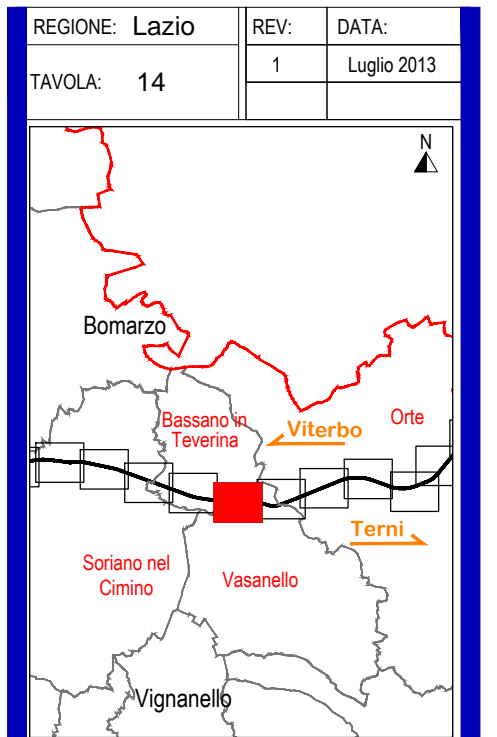 REGIONE: Lazio
REV:
DATA:
TAVOLA: 14
1
Luglio 2013
N
Bomarzo
Bassano in
Teverina
Viterbo
Orte
Terni
Soriano nel
Cimino
Vasanello
Vignanello